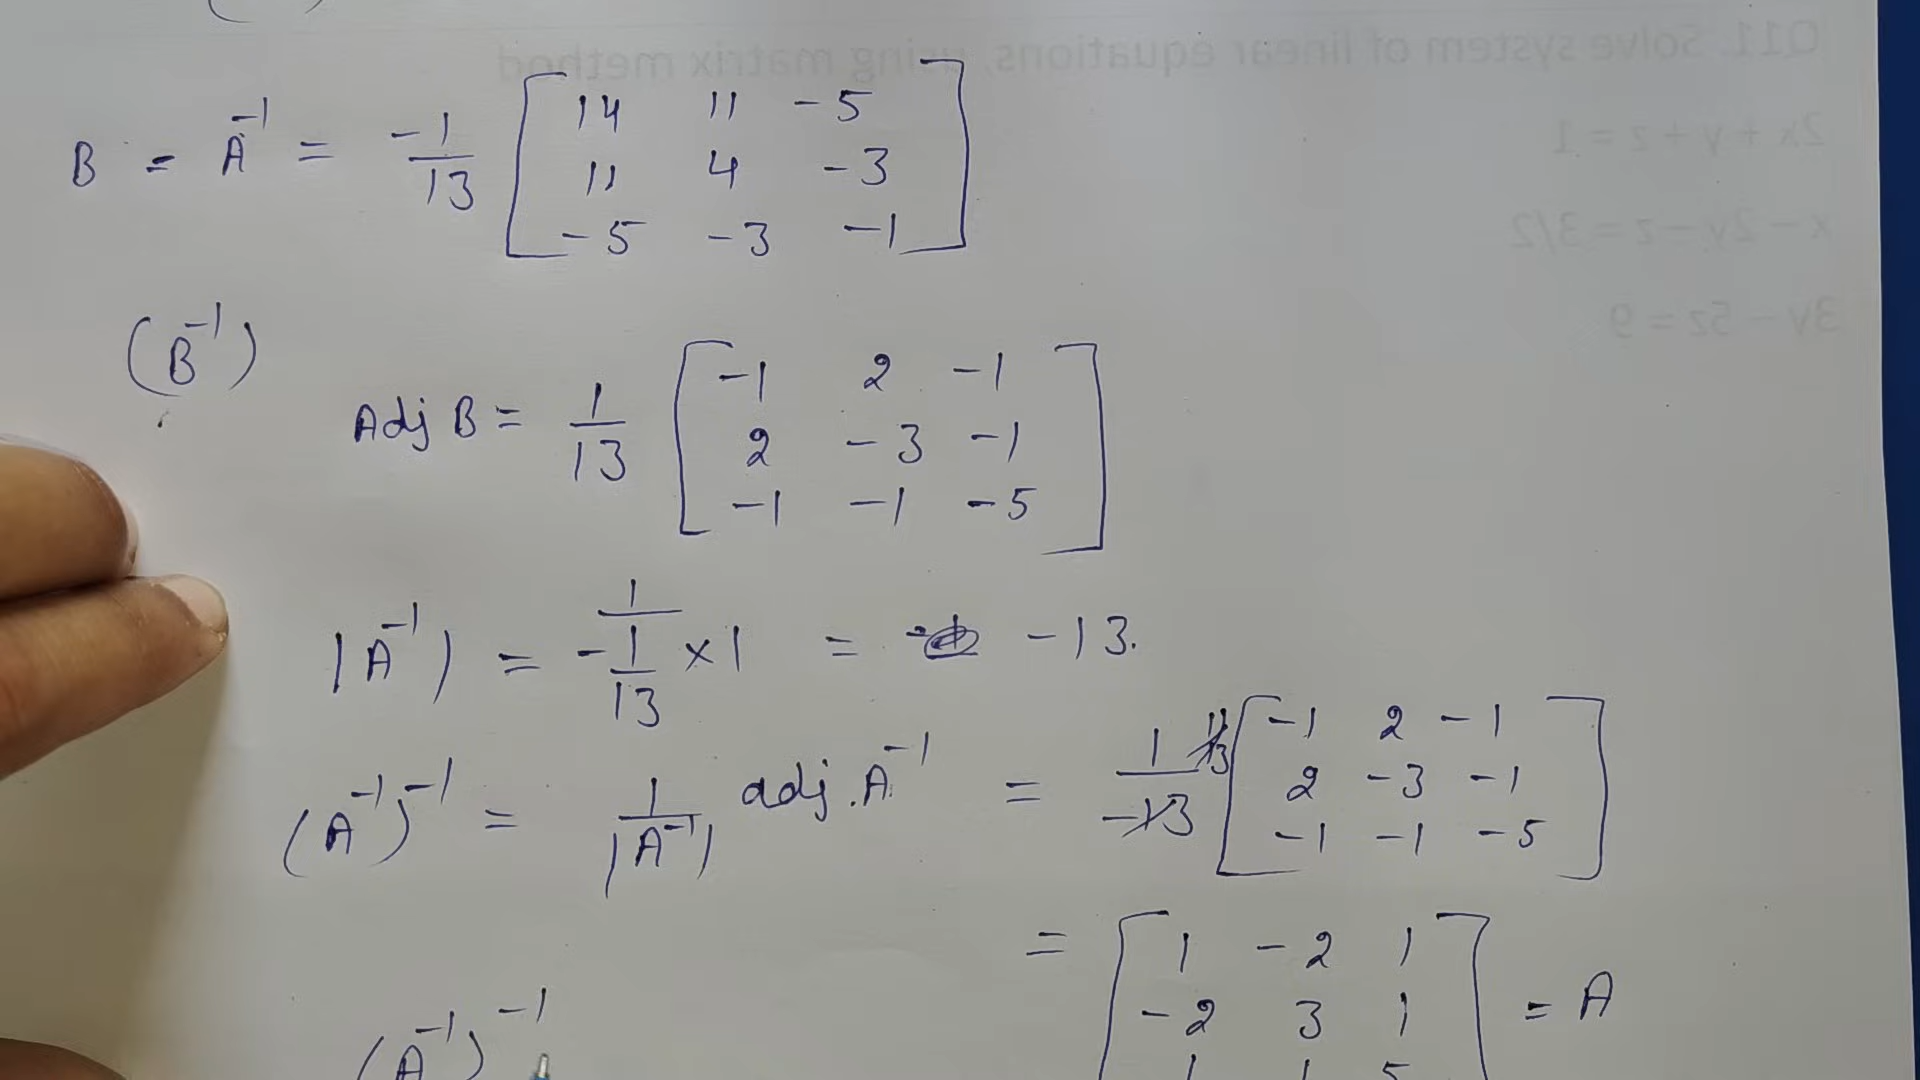 B = A⁻¹ = -1/13 [ 14 11 -5
11 4 -3
-5 -3 -1 ]
(B⁻¹)
Adj B = 1/13 [ -1 2 -1
2 -3 -1
-1 -1 -5 ]
|A⁻¹| = 1/(-1/13) × 1 = -13.
(A⁻¹)⁻¹ = 1/|A⁻¹| adj. A⁻¹ = 1/-13 [ -1 2 -1
2 -3 -1
-1 -1 -5 ]
= [ 1 -2 1
-2 3 1
1 1 5 ] = A
(A⁻¹)⁻¹
Q11. Solve system of linear equations, using matrix method
2x + y + z = 1
x – 2y – z = 3/2
3y – 5z = 9